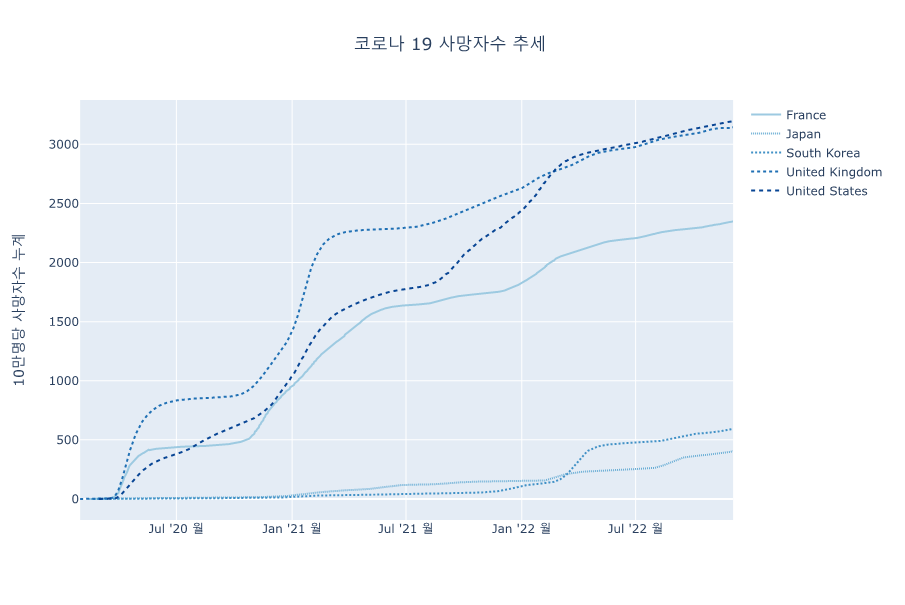 코로나 19 사망자수 추세
10만명당 사망자수 누계
3000
2500
2000
1500
1000
500
0
Jul '20 월
Jan '21 월
Jul '21 월
Jan '22 월
Jul '22 월
France
Japan
South Korea
United Kingdom
United States